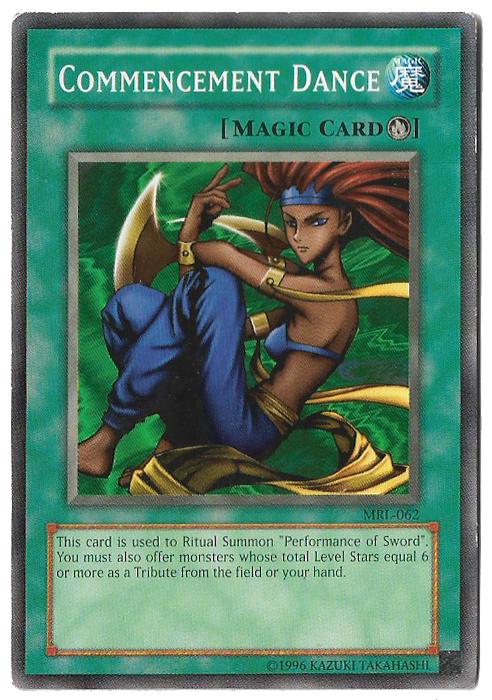 COMMENCEMENT DANCE
MAGIC
魔
[MAGIC CARD]
MRL-062
This card is used to Ritual Summon "Performance of Sword".
You must also offer monsters whose total Level Stars equal 6
or more as a Tribute from the field or your hand.
©1996 KAZUKI TAKAHASHI